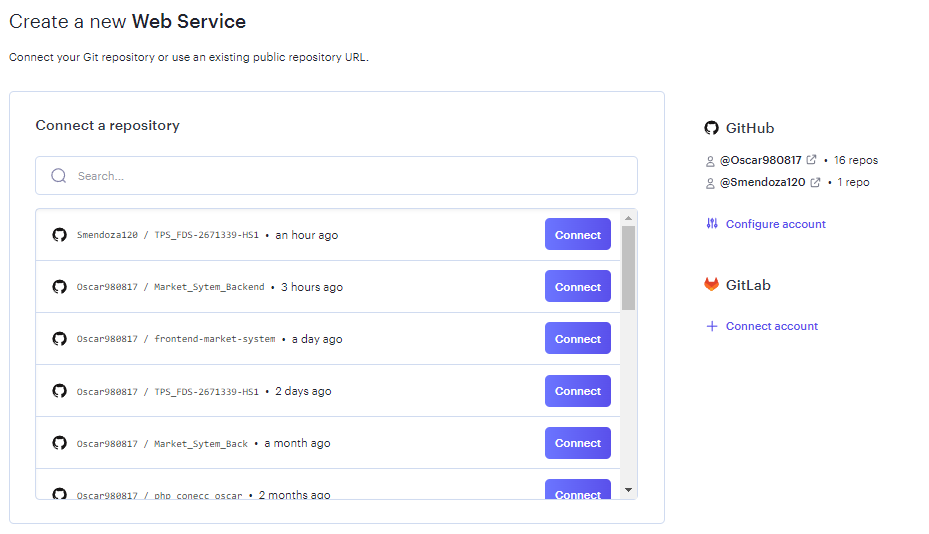 Create a new Web Service
Connect your Git repository or use an existing public repository URL.
Connect a repository
Search...
Smendoza120 / TPS_FDS-2671339-HS1 • an hour ago Connect
Oscar980817 / Market_Sytem_Backend • 3 hours ago Connect
Oscar980817 / frontend-market-system • a day ago Connect
Oscar980817 / TPS_FDS-2671339-HS1 • 2 days ago Connect
Oscar980817 / Market_Sytem_Back • a month ago Connect
Oscar980817 / php_conecc_oscar • 2 months ago Connect
GitHub
@Oscar980817 • 16 repos
@Smendoza120 • 1 repo
Configure account
GitLab
Connect account